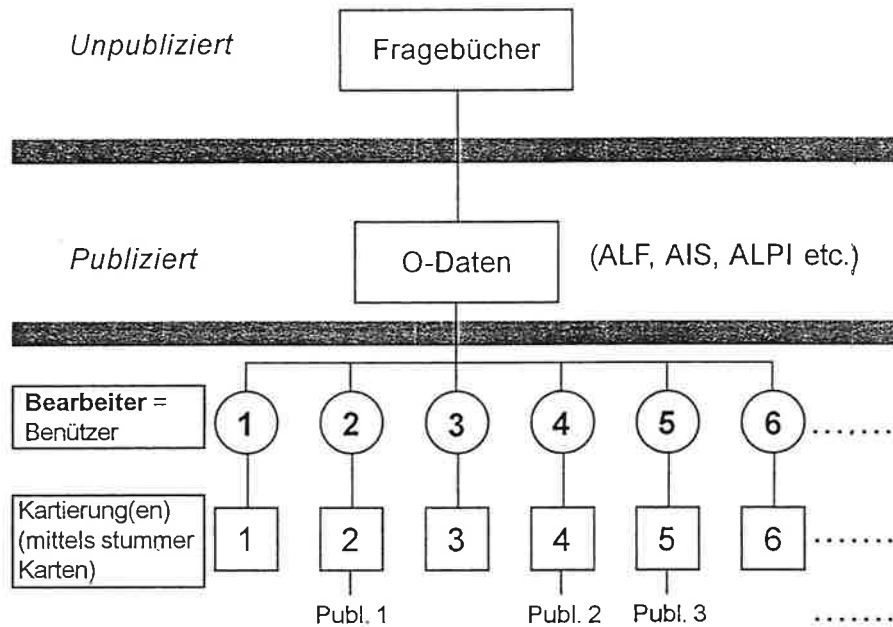 Unpubliziert
Fragebücher
Publiziert
O-Daten
(ALF, AIS, ALPI etc.)
Bearbeiter =
Benützer
1 2 3 4 5 6 .......
Kartierung(en)
(mittels stummer
Karten)
1 2 3 4 5 6 ......
Publ. 1 Publ. 2 Publ. 3 ......